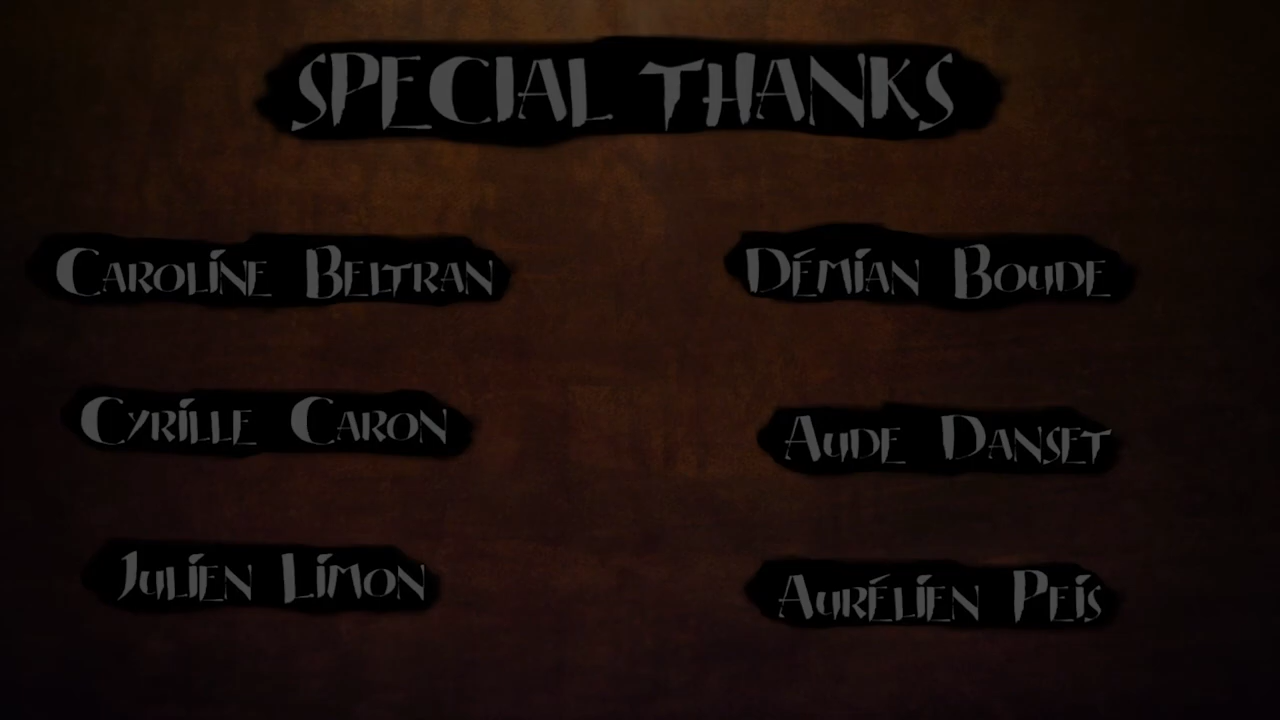 SPECIAL THANKS
CAROLINE BELTRAN
DÉMIAN BOUDE
CYRILLE CARON
AUDE DANSET
JULIEN LIMON
AURÉLIEN PEIS